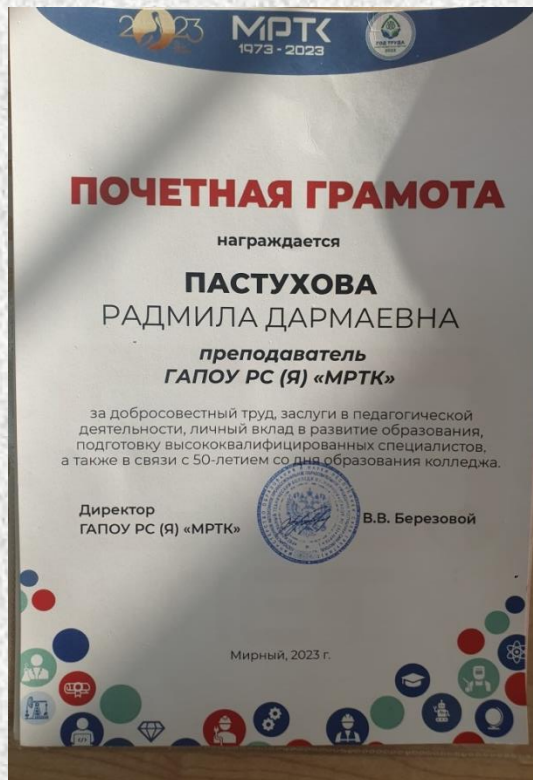 2023
МРТК
1973 - 2023
ГОД ТРУДА
ПОЧЕТНАЯ ГРАМОТА
награждается
ПАСТУХОВА
РАДМИЛА ДАРМАЕВНА
преподаватель
ГАПОУ РС (Я) «МРТК»
за добросовестный труд, заслуги в педагогической
деятельности, личный вклад в развитие образования,
подготовку высококвалифицированных специалистов,
а также в связи с 50-летием со дня образования колледжа.
Директор
ГАПОУ РС (Я) «МРТК»
В.В. Березовой
Мирный, 2023 г.